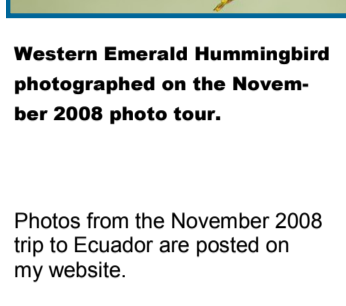 Western Emerald Hummingbird
photographed on the Novem-
ber 2008 photo tour.
Photos from the November 2008
trip to Ecuador are posted on
my website.